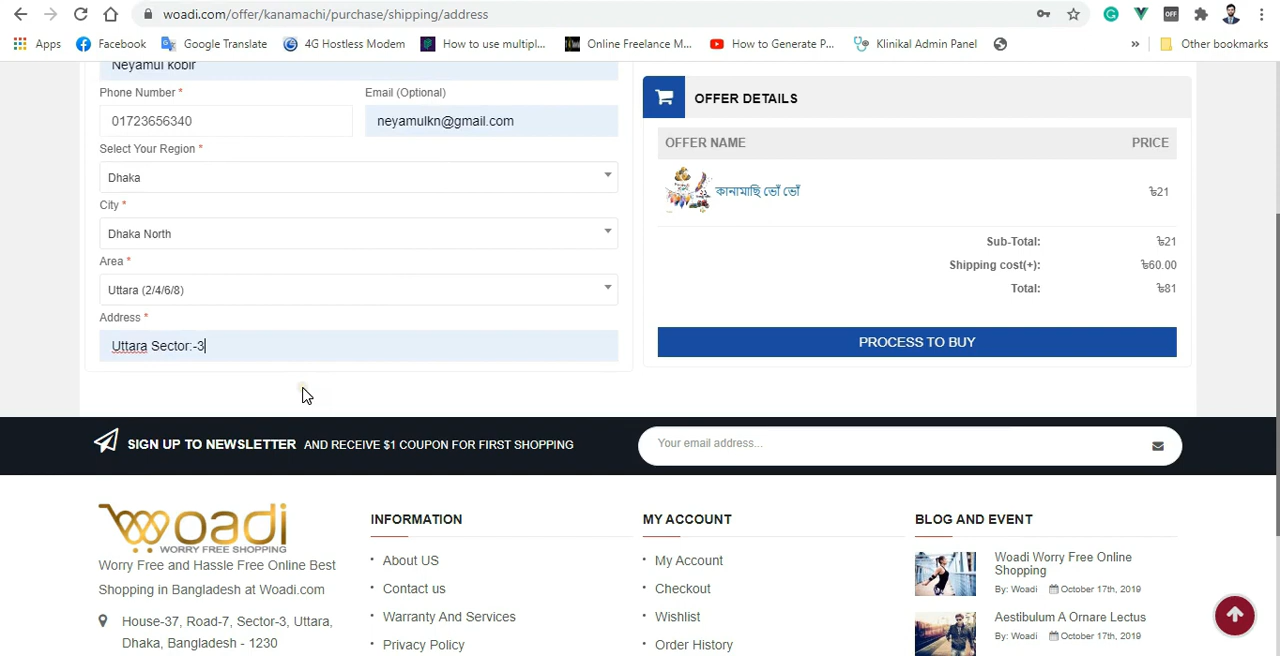 woadi.com/offer/kanamachi/purchase/shipping/address
Apps Facebook Google Translate 4G Hostless Modem How to use multipl... Online Freelance M... How to Generate P... Klinikal Admin Panel » Other bookmarks
OFF
Neyamul kobir
Phone Number * Email (Optional)
01723656340 neyamulkn@gmail.com
Select Your Region *
Dhaka
City *
Dhaka North
Area *
Uttara (2/4/6/8)
Address *
Uttara Sector:-3
OFFER DETAILS
OFFER NAME PRICE
কানামাছি ভোঁ ভোঁ ৳21
Sub-Total: ৳21
Shipping cost(+): ৳60.00
Total: ৳81
PROCESS TO BUY
SIGN UP TO NEWSLETTER AND RECEIVE $1 COUPON FOR FIRST SHOPPING
Your email address...
Woadi
WORRY FREE SHOPPING
Worry Free and Hassle Free Online Best
Shopping in Bangladesh at Woadi.com
House-37, Road-7, Sector-3, Uttara,
Dhaka, Bangladesh - 1230
INFORMATION
• About US
• Contact us
• Warranty And Services
• Privacy Policy
MY ACCOUNT
• My Account
• Checkout
• Wishlist
• Order History
BLOG AND EVENT
Woadi Worry Free Online
Shopping
By: Woadi October 17th, 2019
Aestibulum A Ornare Lectus
By: Woadi October 17th, 2019